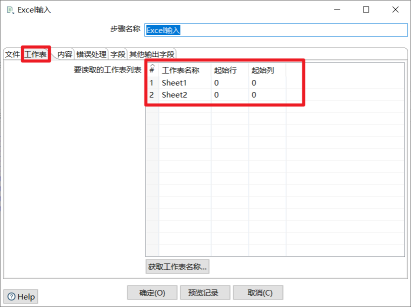 Excel输入
步骤名称 Excel输入
文件 工作表 内容 错误处理 字段 其他输出字段
要读取的工作表列表
# 工作表名称 起始行 起始列
1 Sheet1 0 0
2 Sheet2 0 0
获取工作表名称...
Help 确定(O) 预览记录 取消(C)